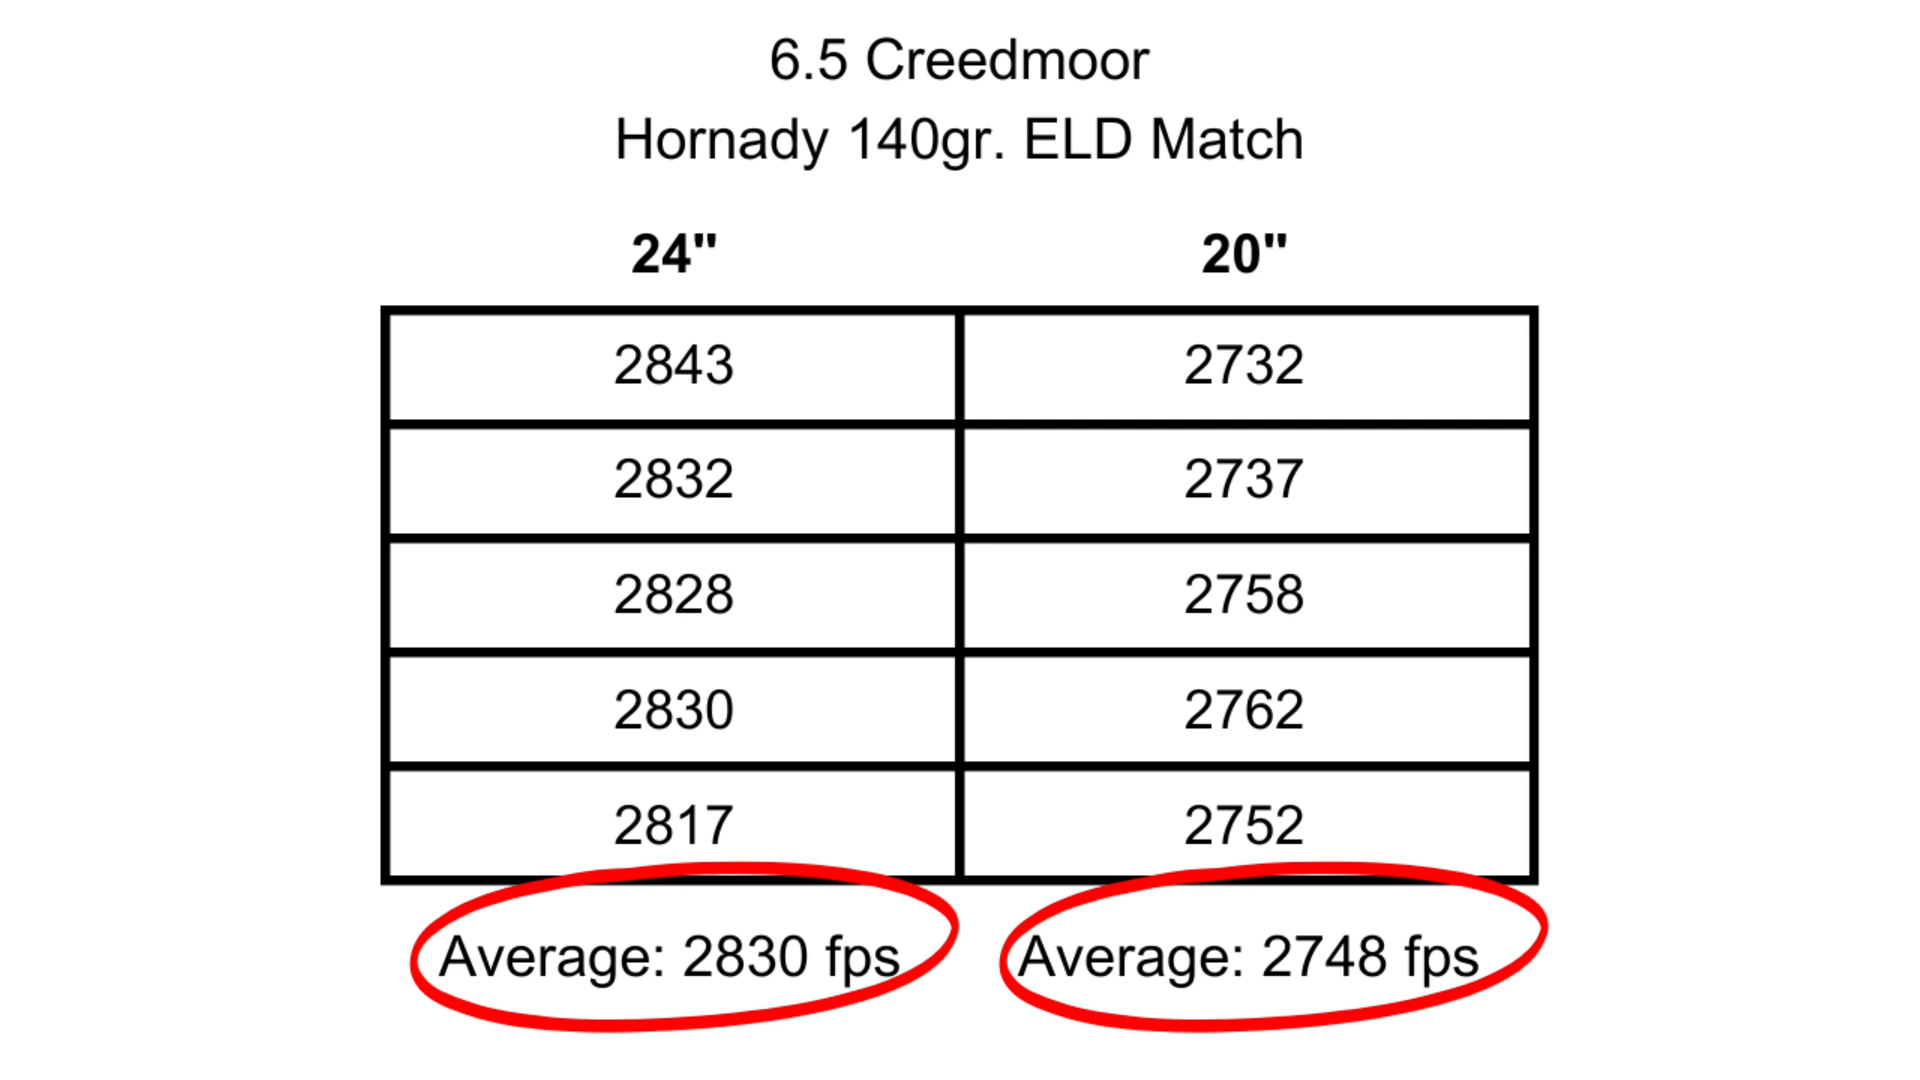 6.5 Creedmoor
Hornady 140gr. ELD Match
24" 20"
2843 2732
2832 2737
2828 2758
2830 2762
2817 2752
Average: 2830 fps Average: 2748 fps